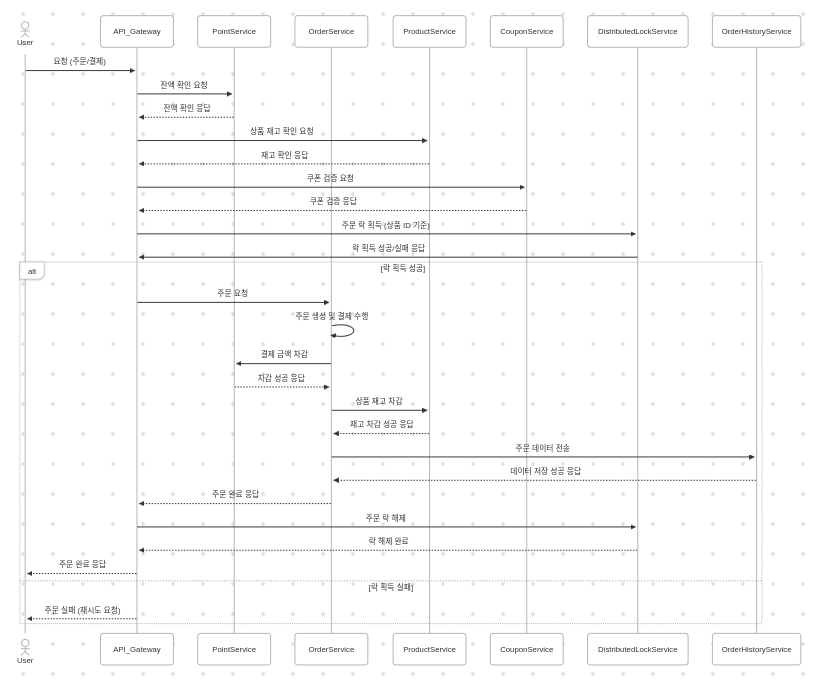 User
API_Gateway
PointService
OrderService
ProductService
CouponService
DistributedLockService
OrderHistoryService
요청 (주문/결제)
잔액 확인 요청
잔액 확인 응답
상품 재고 확인 요청
재고 확인 응답
쿠폰 검증 요청
쿠폰 검증 응답
주문 락 획득 (상품 ID 기준)
락 획득 성공/실패 응답
alt
[락 획득 성공]
주문 요청
주문 생성 및 결제 수행
결제 금액 차감
차감 성공 응답
상품 재고 차감
재고 차감 성공 응답
주문 데이터 전송
데이터 저장 성공 응답
주문 완료 응답
주문 락 해제
락 해제 완료
주문 완료 응답
[락 획득 실패]
주문 실패 (재시도 요청)
User
API_Gateway
PointService
OrderService
ProductService
CouponService
DistributedLockService
OrderHistoryService